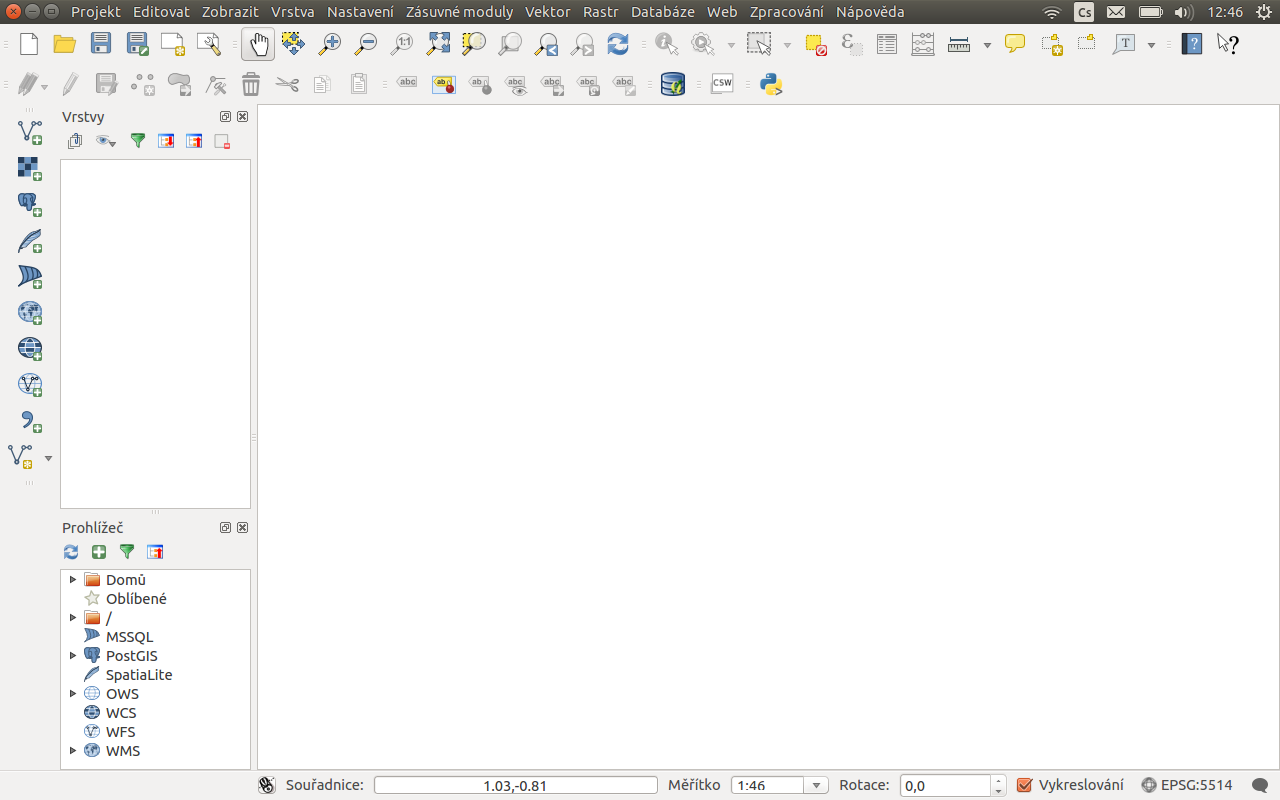 Projekt Editovat Zobrazit Vrstva Nastavení Zásuvné moduly Vektor Rastr Databáze Web Zpracování Nápověda Cs 12:46
1:1 T ?
abc ab ab abc abc abc abc CSW
Vrstvy
Prohlížeč
Domů
Oblíbené
/
MSSQL
PostGIS
SpatiaLite
OWS
WCS
WFS
WMS
Souřadnice: 1.03,-0.81 Měřítko 1:46 Rotace: 0,0 Vykreslování EPSG:5514